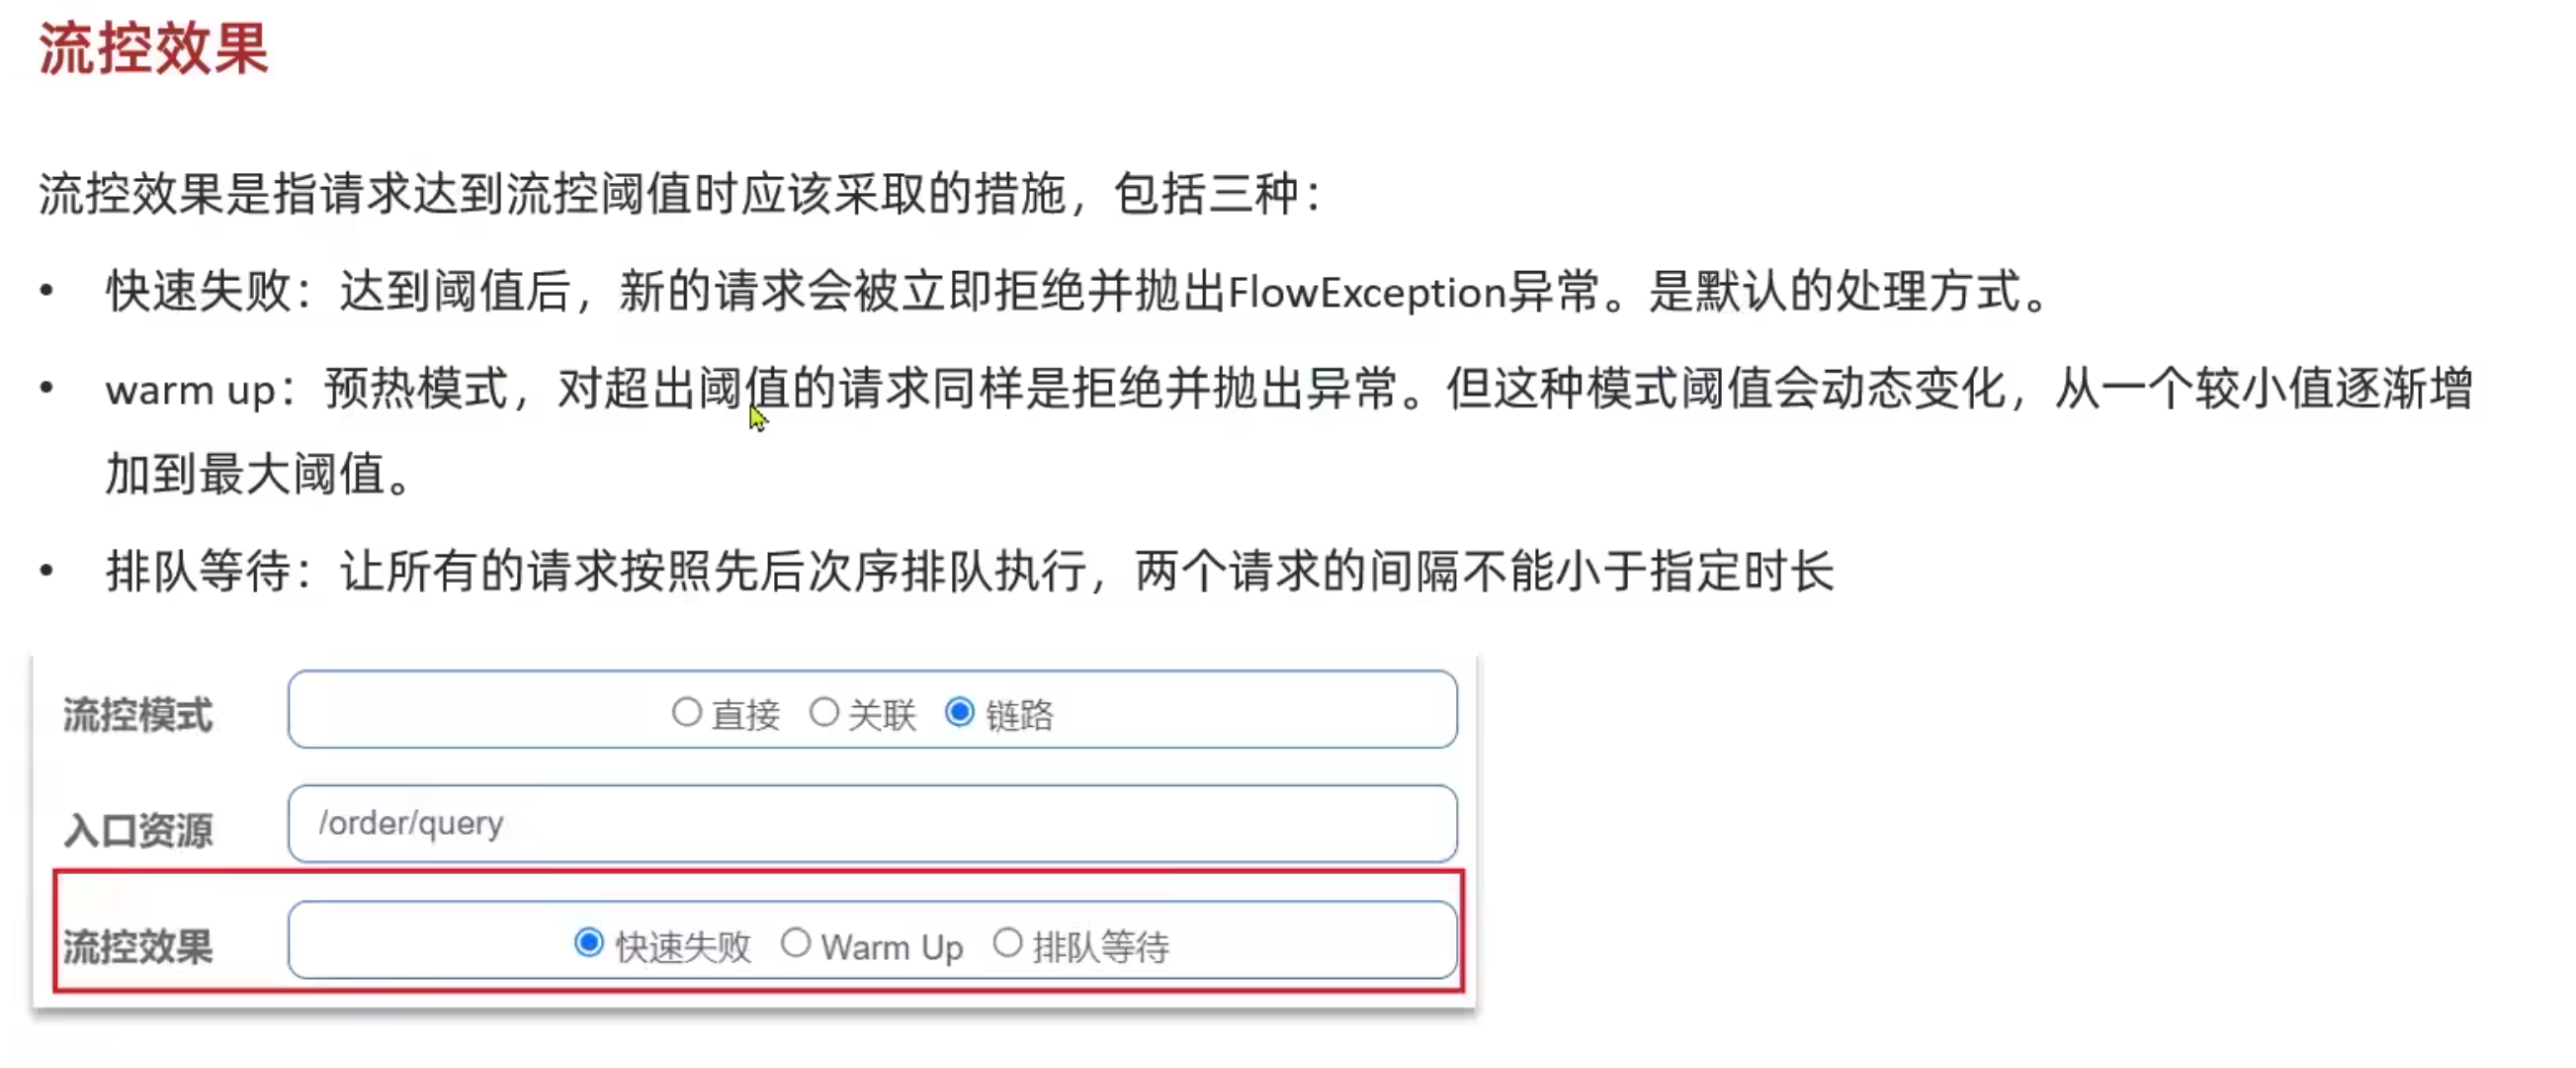 流控效果
流控效果是指请求达到流控阈值时应该采取的措施，包括三种：
• 快速失败：达到阈值后，新的请求会被立即拒绝并抛出FlowException异常。是默认的处理方式。
• warm up：预热模式，对超出阈值的请求同样是拒绝并抛出异常。但这种模式阈值会动态变化，从一个较小值逐渐增
加到最大阈值。
• 排队等待：让所有的请求按照先后次序排队执行，两个请求的间隔不能小于指定时长
流控模式 直接 关联 链路
入口资源 /order/query
流控效果 快速失败 Warm Up 排队等待